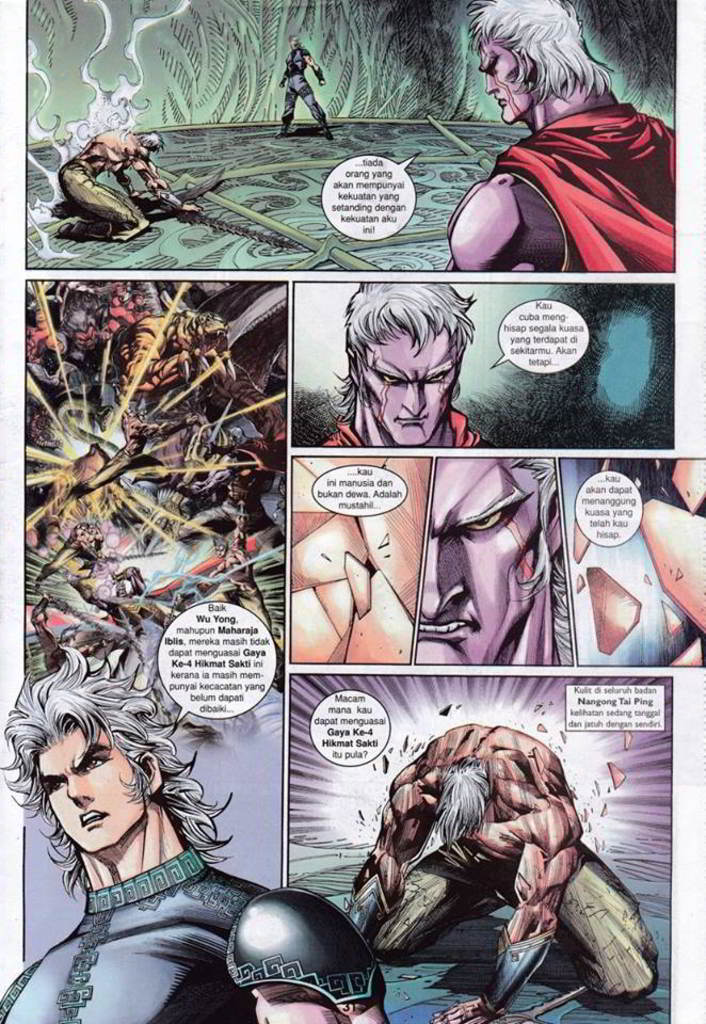 ...tiada
orang yang
akan mempunyai
kekuatan yang
setanding dengan
kekuatan aku
ini!
Kau
cuba meng-
hisap segala kuasa
yang terdapat di
sekitarmu. Akan
tetapi...
....kau
ini manusia dan
bukan dewa. Adalah
mustahil...
...kau
akan dapat
menanggung
kuasa yang
telah kau
hisap.
Baik
Wu Yong,
mahupun Maharaja
Iblis, mereka masih tidak
dapat menguasai Gaya
Ke-4 Hikmat Sakti ini
kerana ia masih mem-
punyai kecacatan yang
belum dapati
dibaiki...
Macam
mana kau
dapat menguasai
Gaya Ke-4
Hikmat Sakti
itu pula?
Kulit di seluruh badan
Nangong Tai Ping
kelihatan sedang tanggal
dan jatuh dengan sendiri.
31